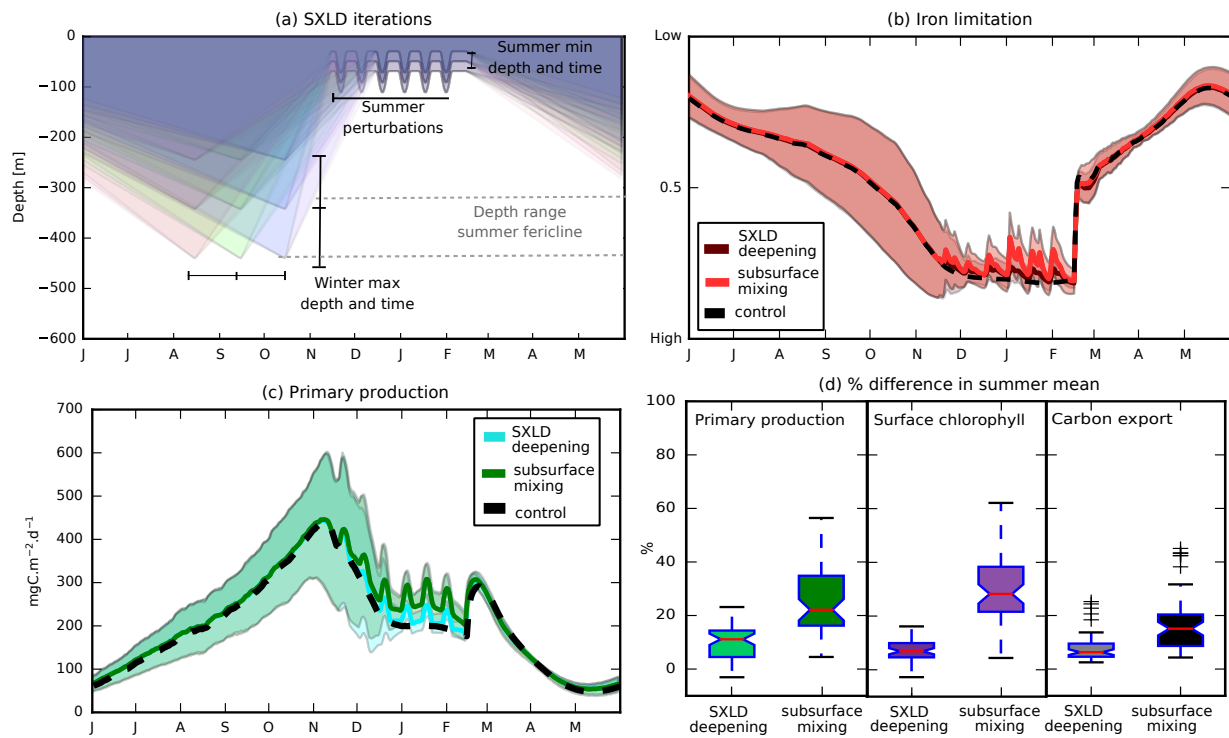 (a) SXLD iterations
0
−100
−200
−300
−400
−500
−600
Depth [m]
J
J
A
S
O
N
D
J
F
M
A
M
Summer min
depth and time
Summer
perturbations
Depth range
summer fericline
Winter max
depth and time
(b) Iron limitation
Low
0.5
High
J
J
A
S
O
N
D
J
F
M
A
M
SXLD
deepening
subsurface
mixing
control
(c) Primary production
700
600
500
400
300
200
100
0
mgC.m⁻².d⁻¹
J
J
A
S
O
N
D
J
F
M
A
M
SXLD
deepening
subsurface
mixing
control
(d) % difference in summer mean
100
80
60
40
20
0
%
Primary production
Surface chlorophyll
Carbon export
SXLD
deepening
subsurface
mixing
SXLD
deepening
subsurface
mixing
SXLD
deepening
subsurface
mixing